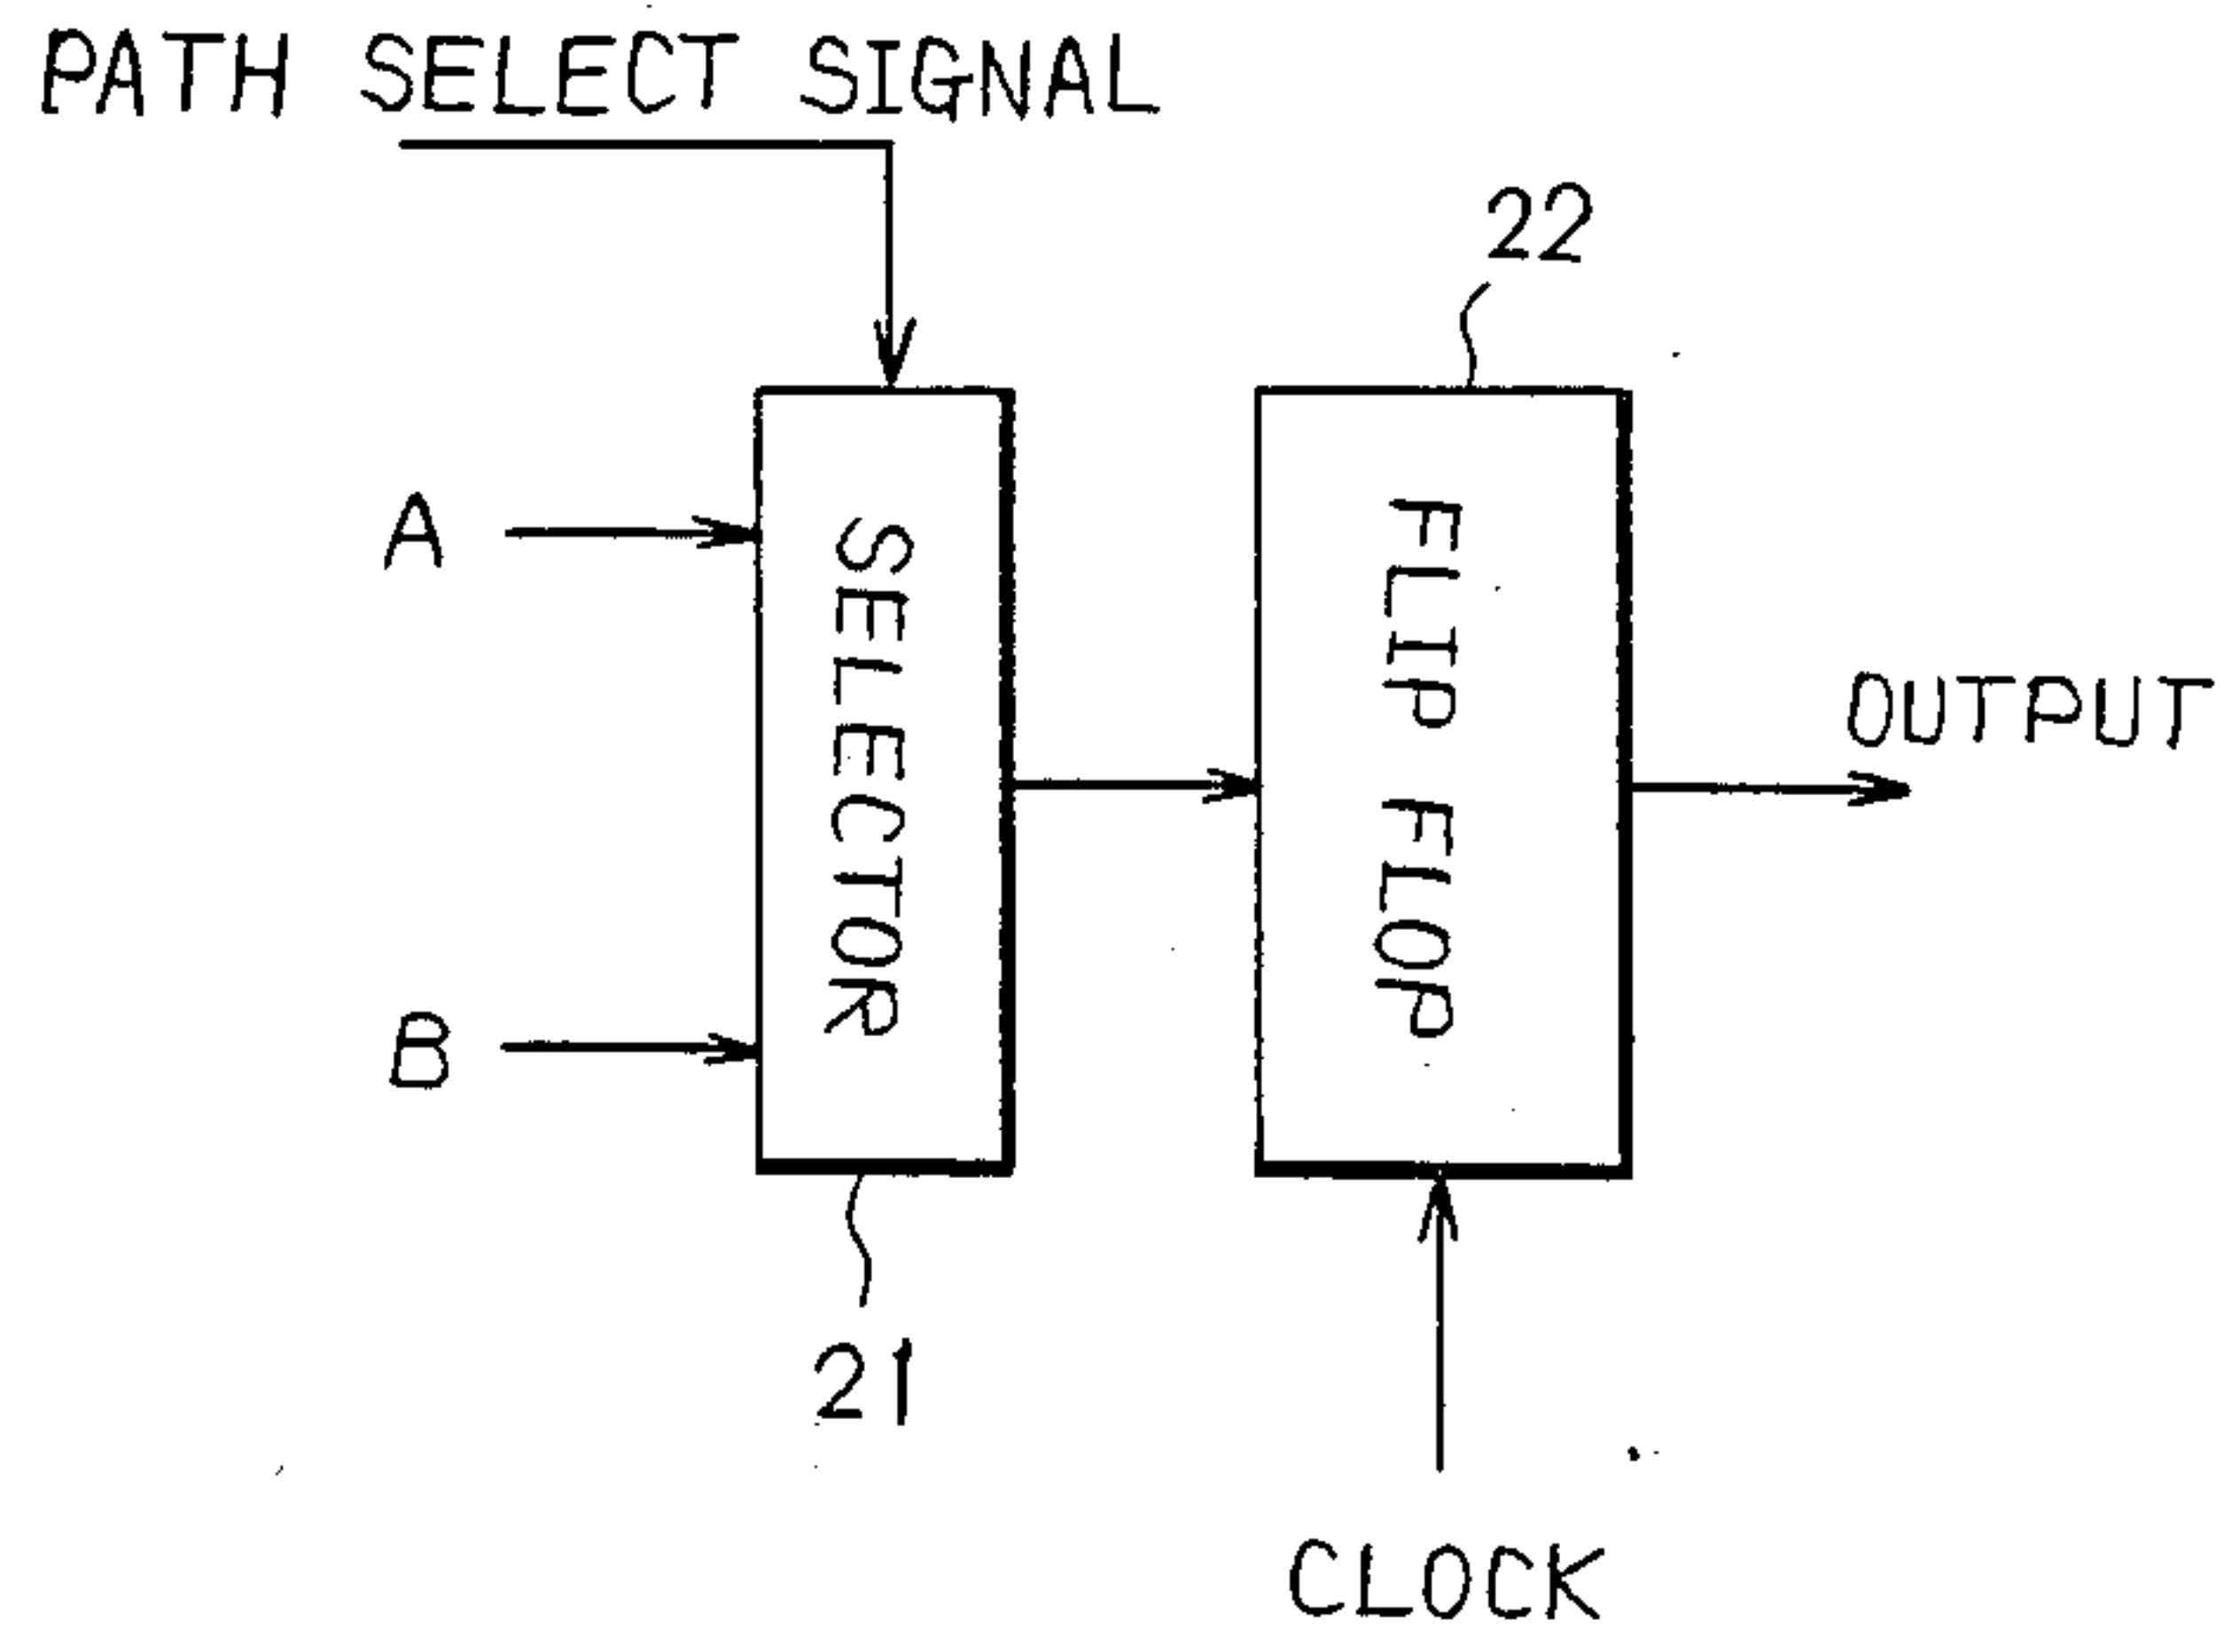 PATH SELECT SIGNAL
22
A
B
SELECTOR
FLIP FLOP
OUTPUT
21
CLOCK